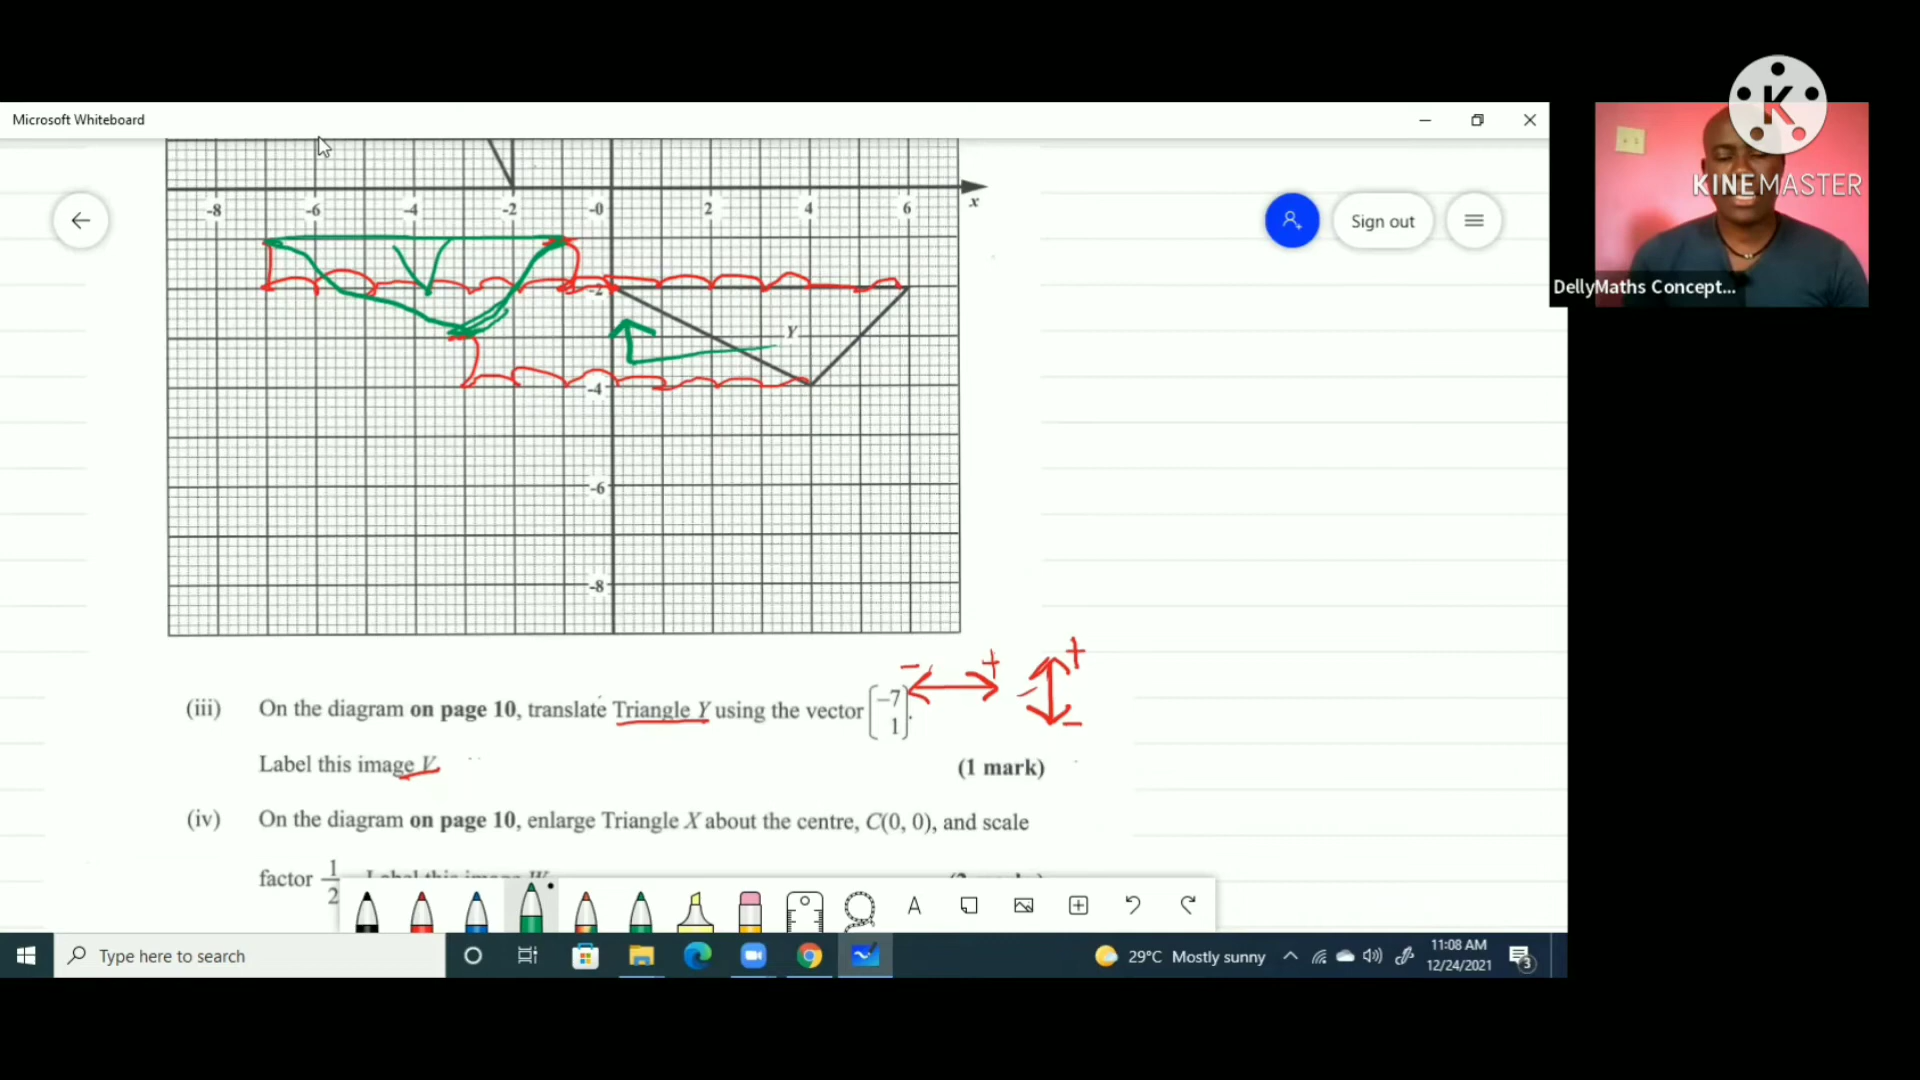 K
KINEMASTER
Microsoft Whiteboard
-8 -6 -4 -2 -0 2 4 6 x
Sign out
DellyMaths Concept...
-2
Y
V
-4
-6
-8
- + +
(iii) On the diagram on page 10, translate Triangle Y using the vector (-7 1).
-
Label this image V. (1 mark)
(iv) On the diagram on page 10, enlarge Triangle X about the centre, C(0, 0), and scale
factor 1/2
A
Type here to search
29°C Mostly sunny
11:08 AM
12/24/2021
3